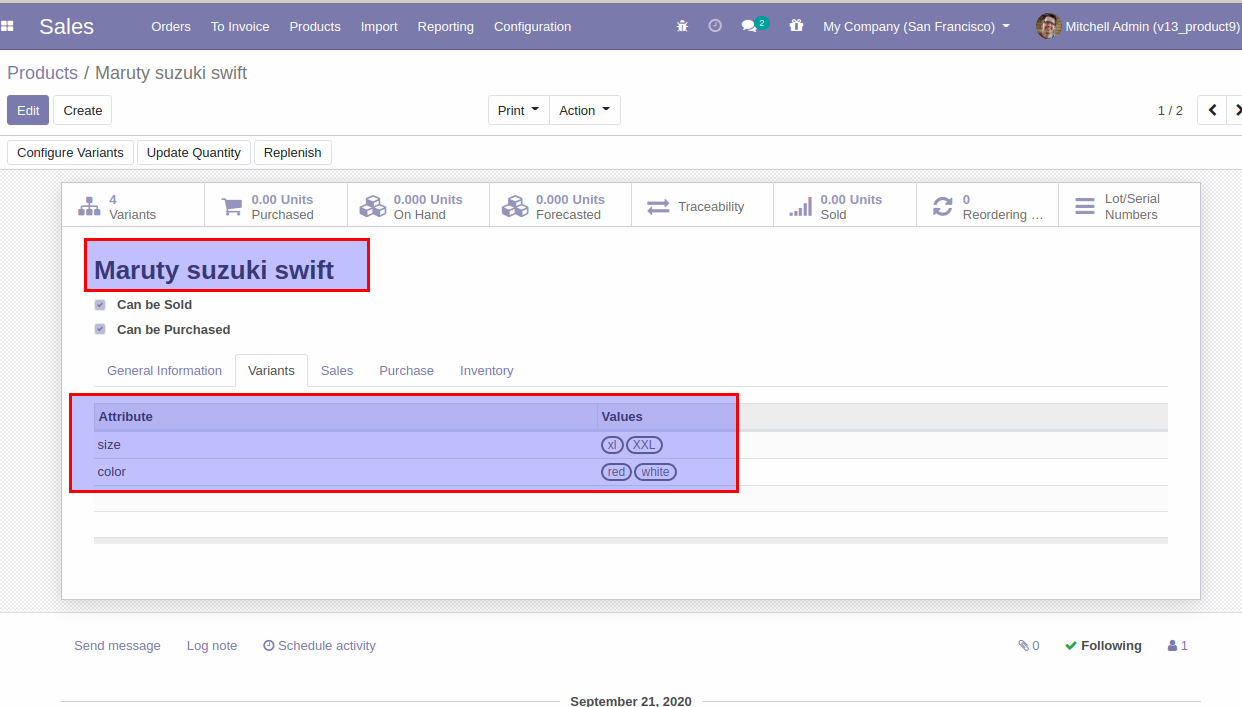 Sales Orders To Invoice Products Import Reporting Configuration 2 My Company (San Francisco) Mitchell Admin (v13_product9)
Products / Maruty suzuki swift
Edit Create Print Action 1 / 2
Configure Variants Update Quantity Replenish
4 Variants
0.00 Units Purchased
0.000 Units On Hand
0.000 Units Forecasted
Traceability
0.00 Units Sold
0 Reordering ...
Lot/Serial Numbers
Maruty suzuki swift
Can be Sold
Can be Purchased
General Information Variants Sales Purchase Inventory
Attribute Values
size xl XXL
color red white
Send message Log note Schedule activity 0 Following 1
September 21, 2020